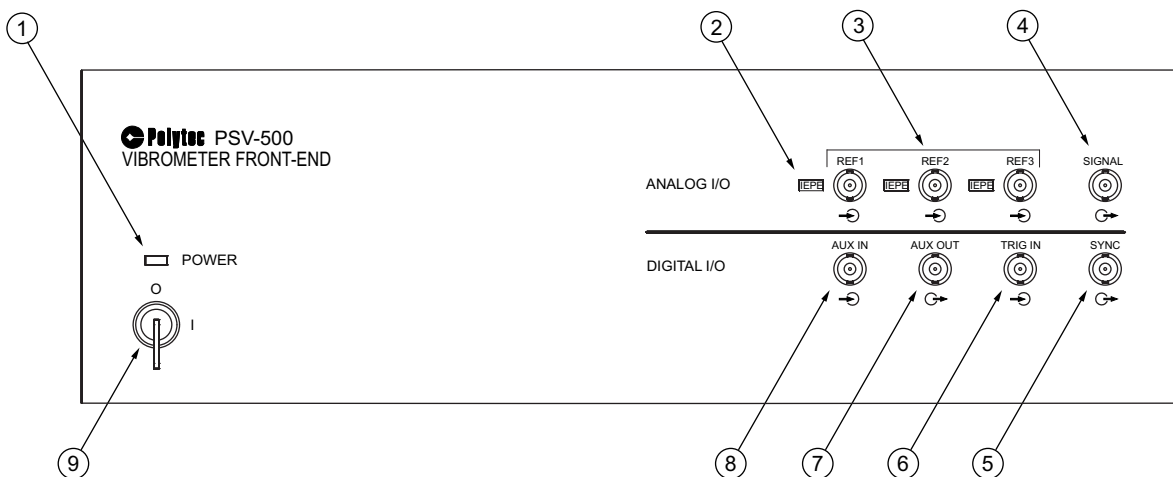 1
2
3
4
Polytec PSV-500
VIBROMETER FRONT-END
REF1 REF2 REF3 SIGNAL
ANALOG I/O IEPE IEPE IEPE
AUX IN AUX OUT TRIG IN SYNC
DIGITAL I/O
POWER
O
I
9
8
7
6
5